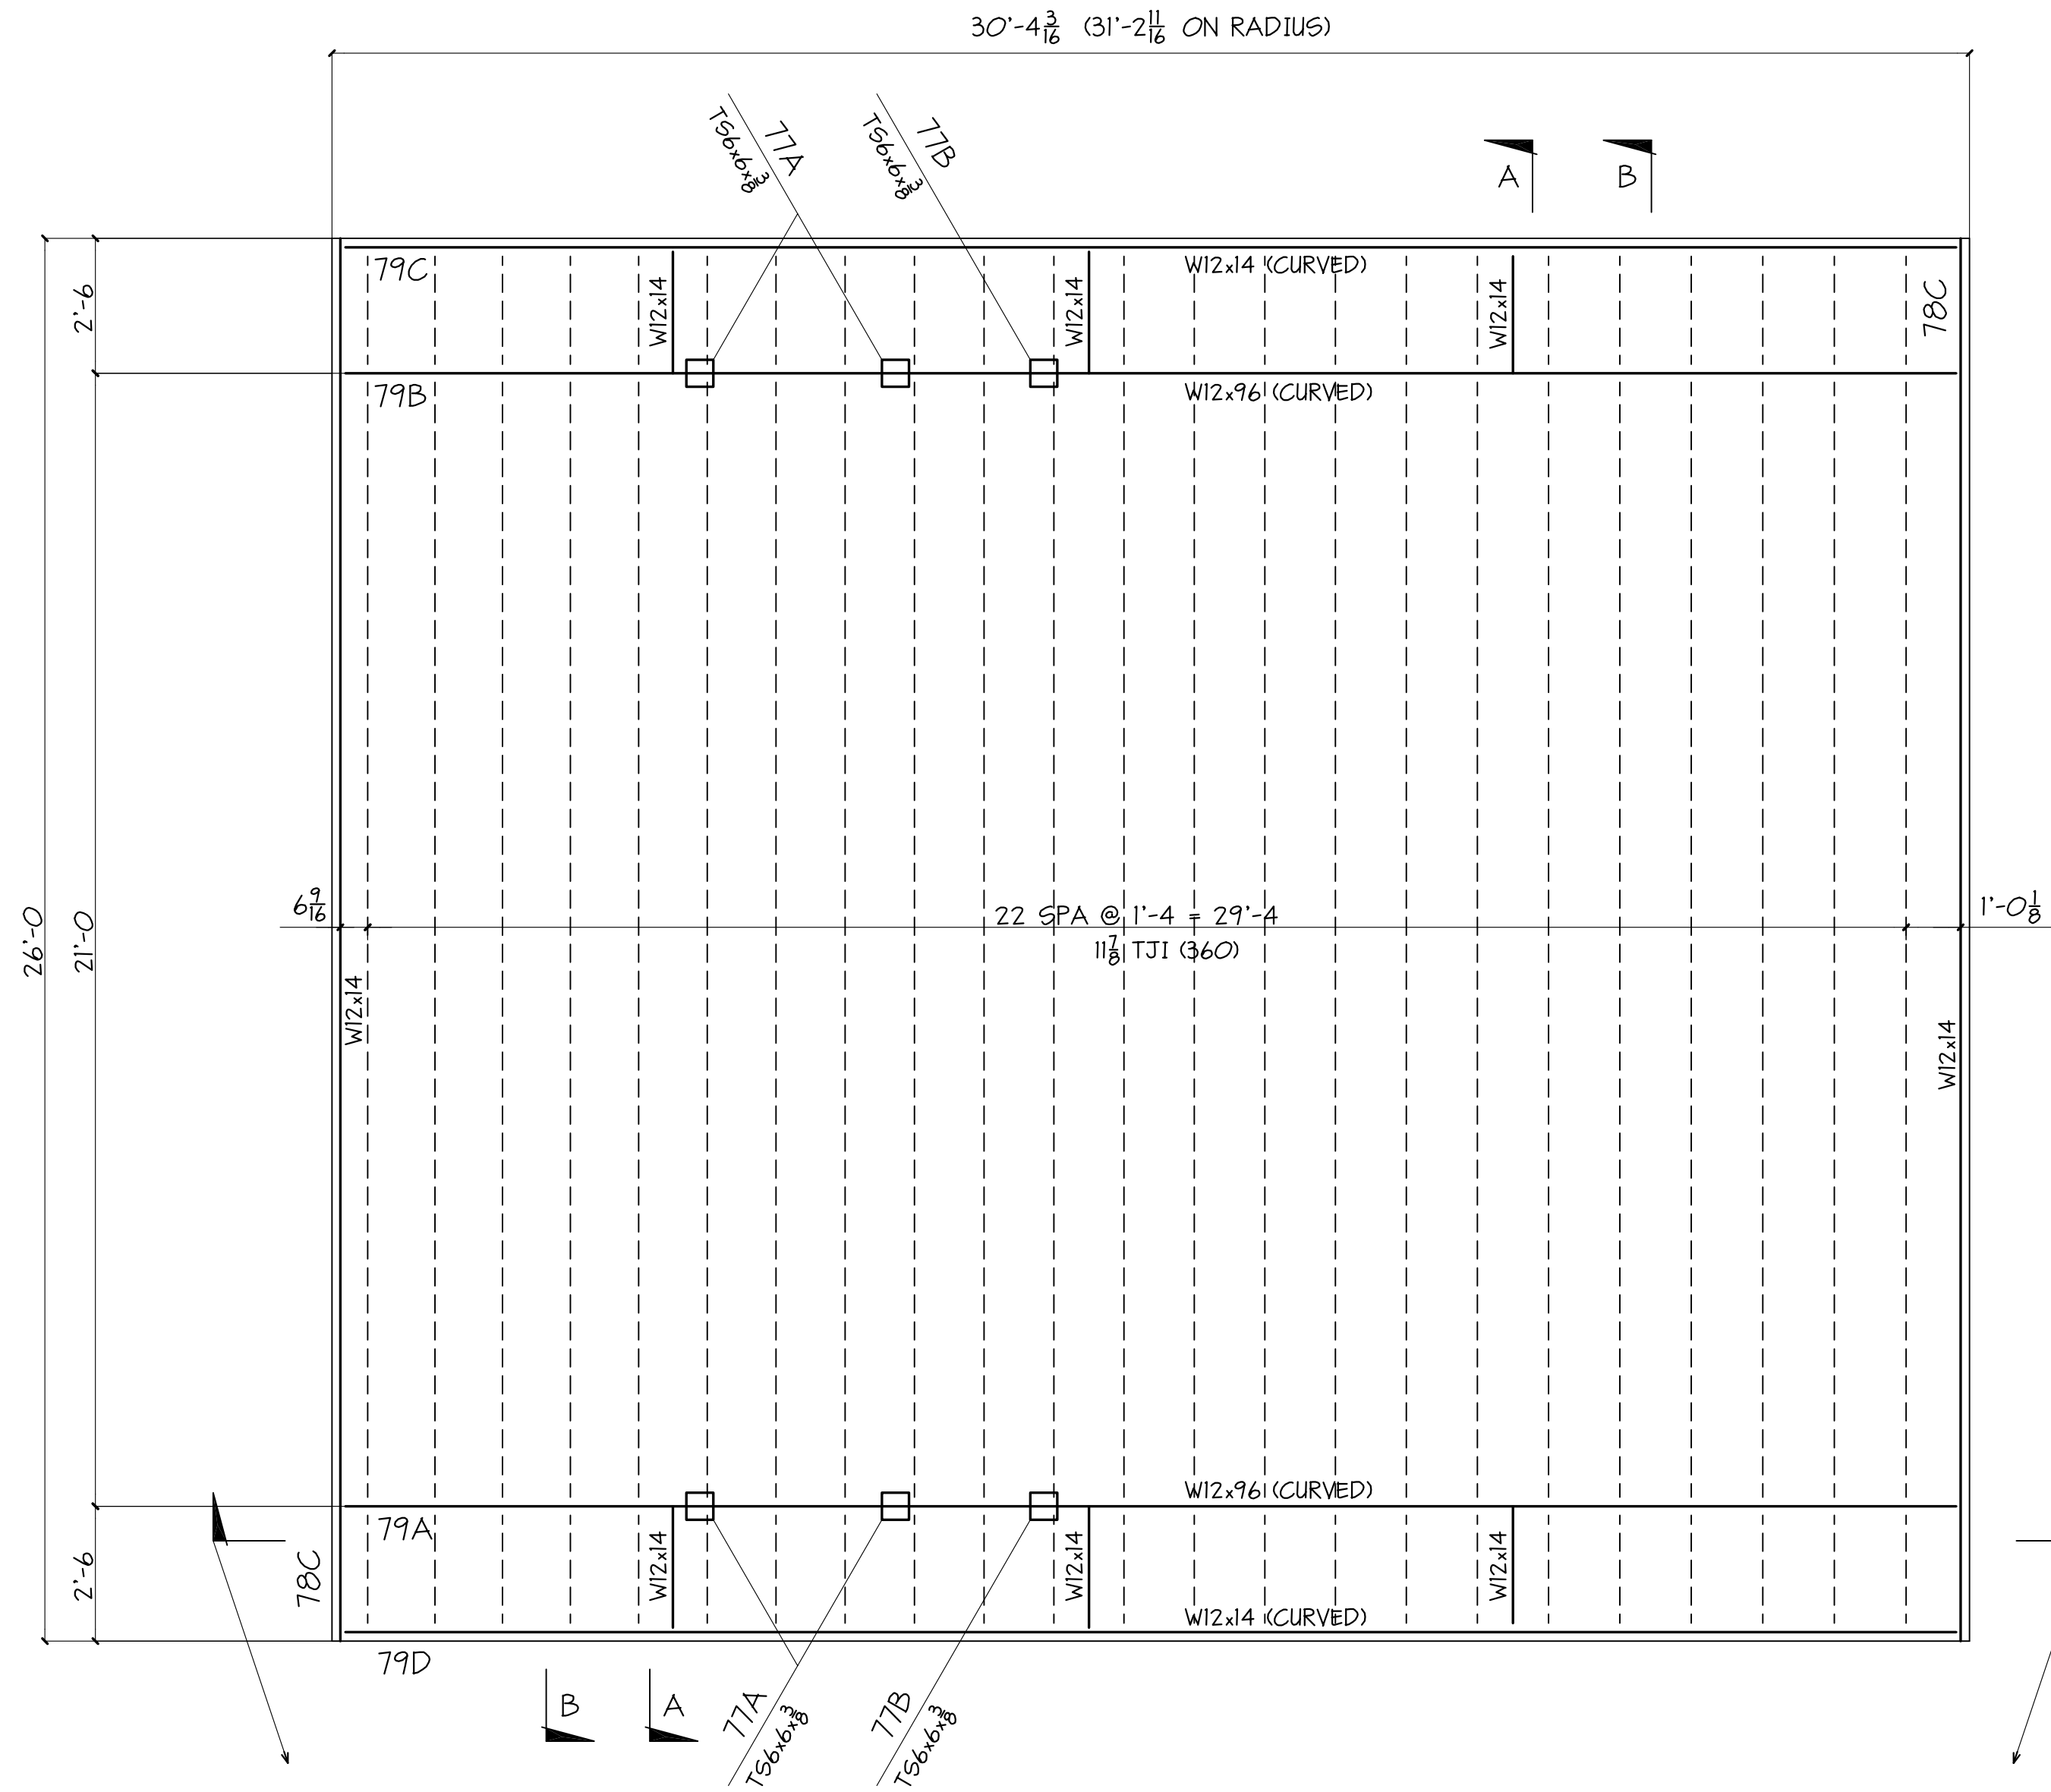 30'-4 3/16 (31'-2 11/16 ON RADIUS)
77A
TS6x6x3/8
77B
TS6x6x3/8
A
B
79C
W12x14
W12x14
W12x14 (CURVED)
W12x14
78C
2'-6
79B
W12x96 (CURVED)
26'-0
21'-0
6 9/16
22 SPA @ 1'-4 = 29'-4
11 7/8 TJI (360)
1'-0 1/8
W12x14
W12x14
W12x96 (CURVED)
79A
2'-6
78C
W12x14
W12x14
W12x14
W12x14 (CURVED)
79D
B
A
77A
TS6x6x3/8
77B
TS6x6x3/8